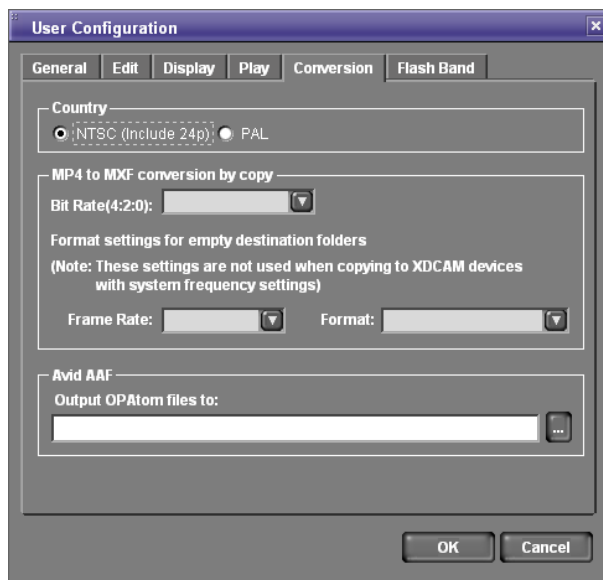 User Configuration
General Edit Display Play Conversion Flash Band
Country
NTSC (Include 24p) PAL
MP4 to MXF conversion by copy
Bit Rate(4:2:0):
Format settings for empty destination folders
(Note: These settings are not used when copying to XDCAM devices
with system frequency settings)
Frame Rate: Format:
Avid AAF
Output OPAtom files to:
...
OK Cancel